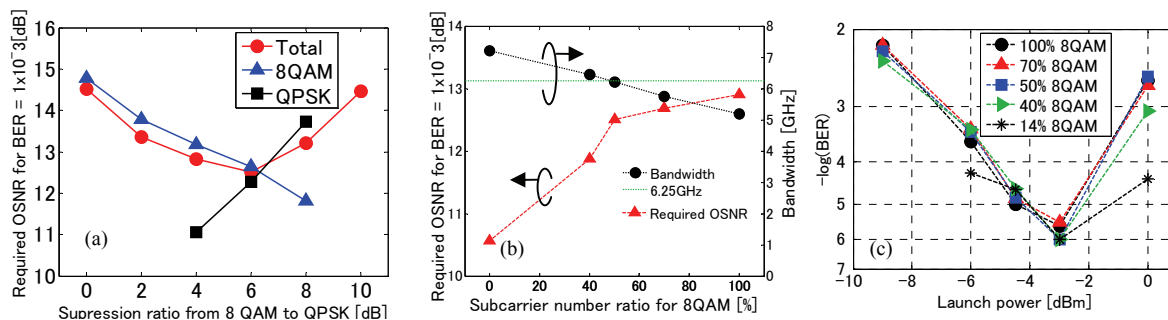 Required OSNR for BER = 1x10⁻³[dB]
16
15
14
13
12
11
10
0
2
4
6
8
10
Supression ratio from 8 QAM to QPSK [dB]
(a)
Total
8QAM
QPSK
Required OSNR for BER = 1x10⁻³[dB]
14
13
12
11
10
0
20
40
60
80
100
Subcarrier number ratio for 8QAM [%]
8
7
6
5
4
3
2
1
0
Bandwidth [GHz]
(b)
Bandwidth
6.25GHz
Required OSNR
-log(BER)
2
3
4
5
6
7
-10
-8
-6
-4
-2
0
Launch power [dBm]
(c)
100% 8QAM
70% 8QAM
50% 8QAM
40% 8QAM
14% 8QAM